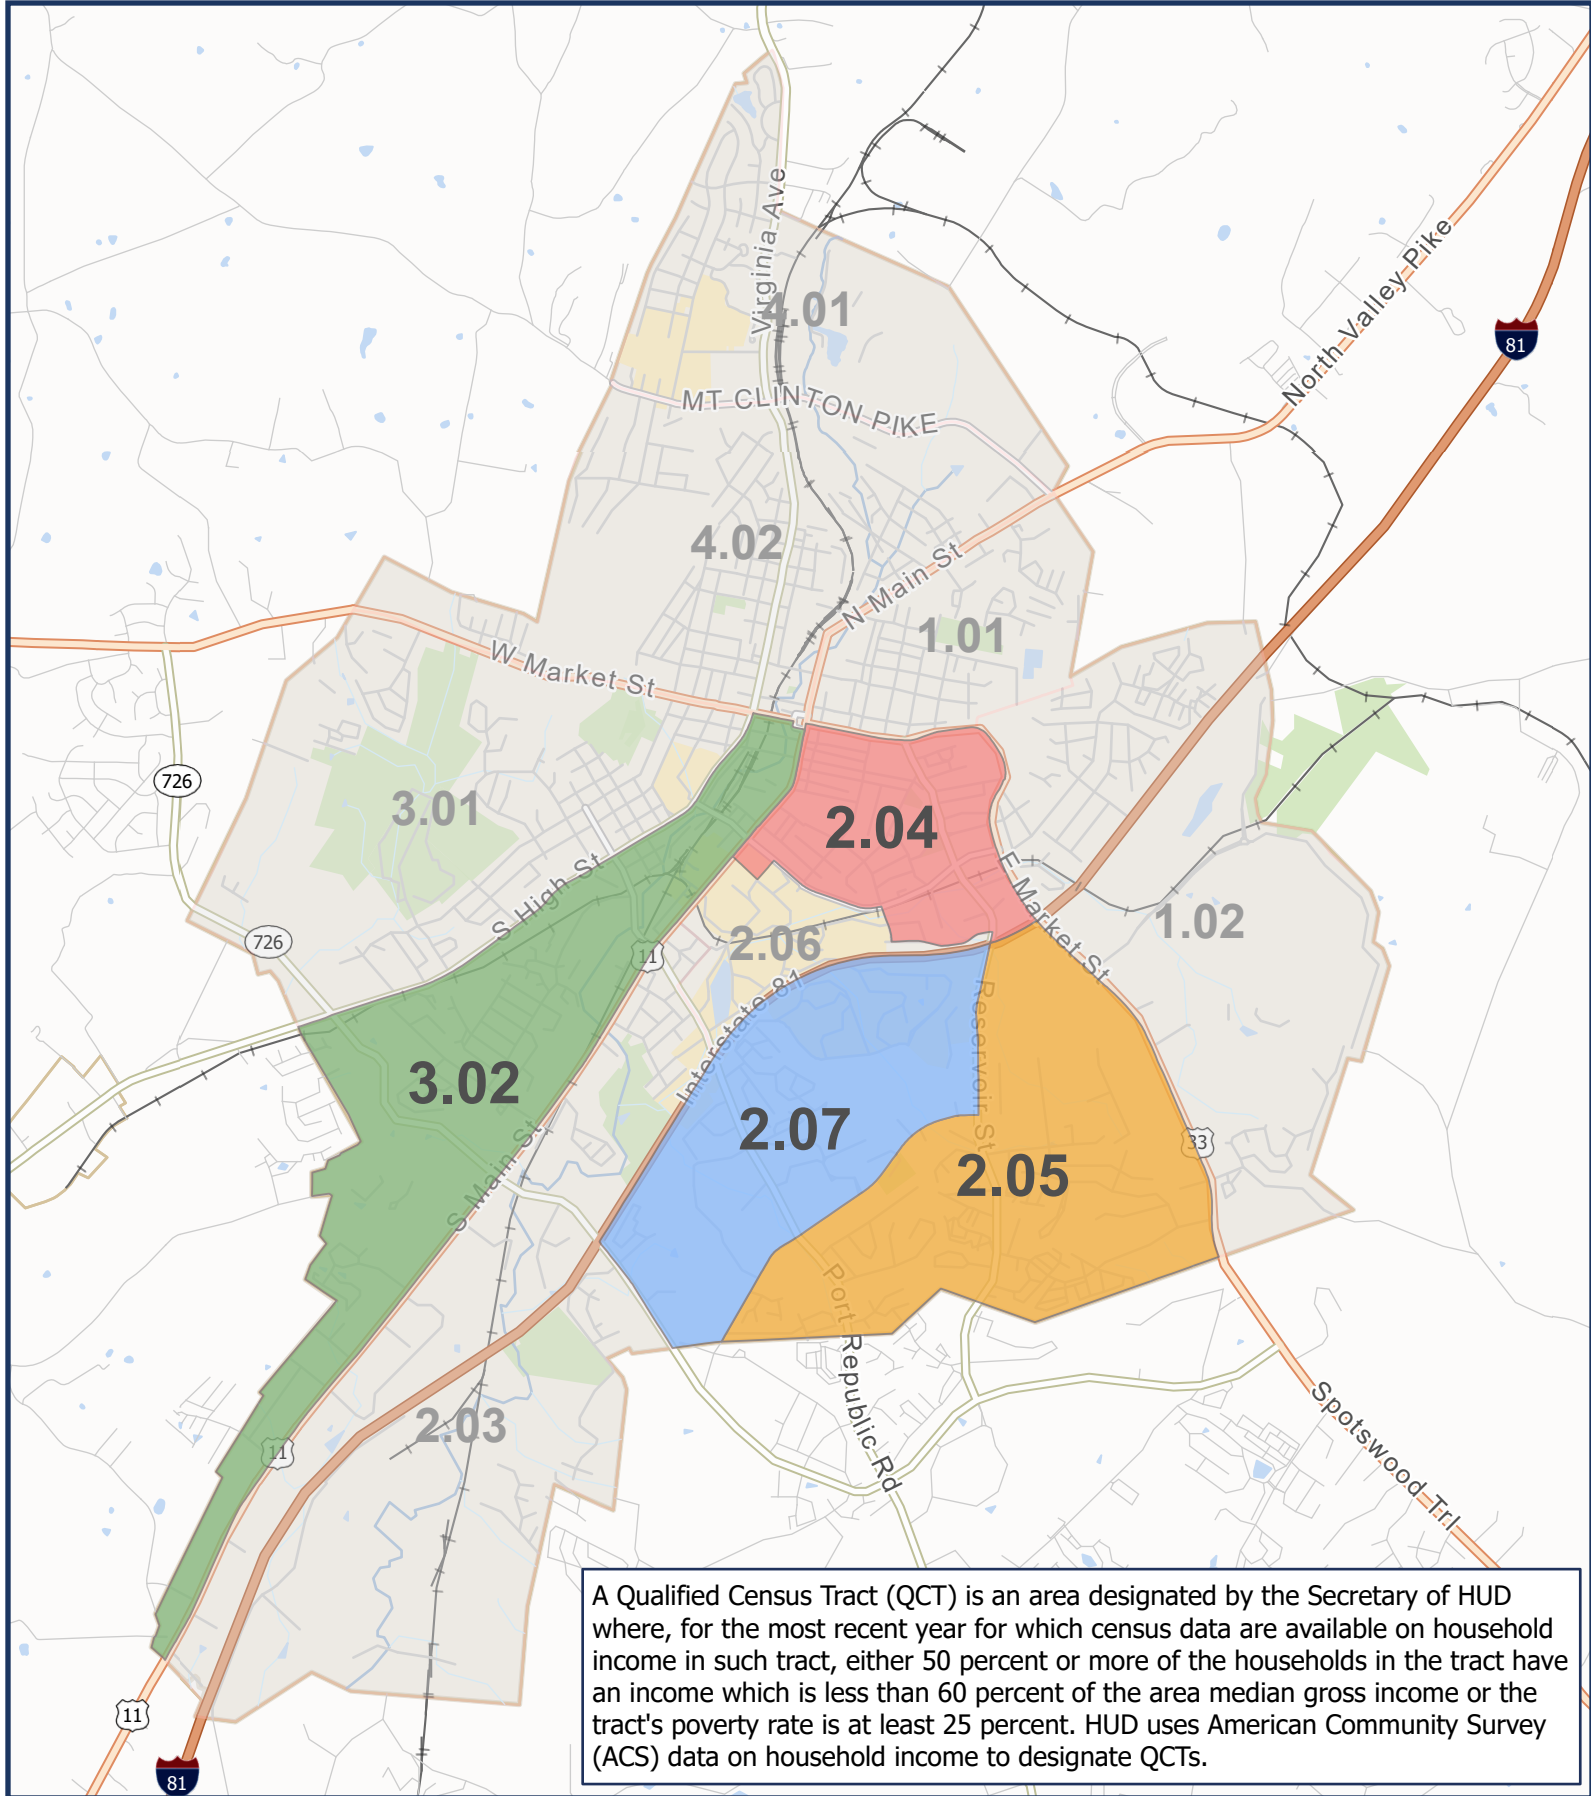 Virginia Ave
4.01
North Valley Pike
81
MT CLINTON PIKE
4.02
N Main St
1.01
W Market St
726
3.01
2.04
E Market St
1.02
S High St
726
11
2.06
Interstate 81
Reservoir St
3.02
2.07
2.05
33
S Main St
Port Republic Rd
2.03
11
Spotswood Trl
11
81
A Qualified Census Tract (QCT) is an area designated by the Secretary of HUD
where, for the most recent year for which census data are available on household
income in such tract, either 50 percent or more of the households in the tract have
an income which is less than 60 percent of the area median gross income or the
tract's poverty rate is at least 25 percent. HUD uses American Community Survey
(ACS) data on household income to designate QCTs.